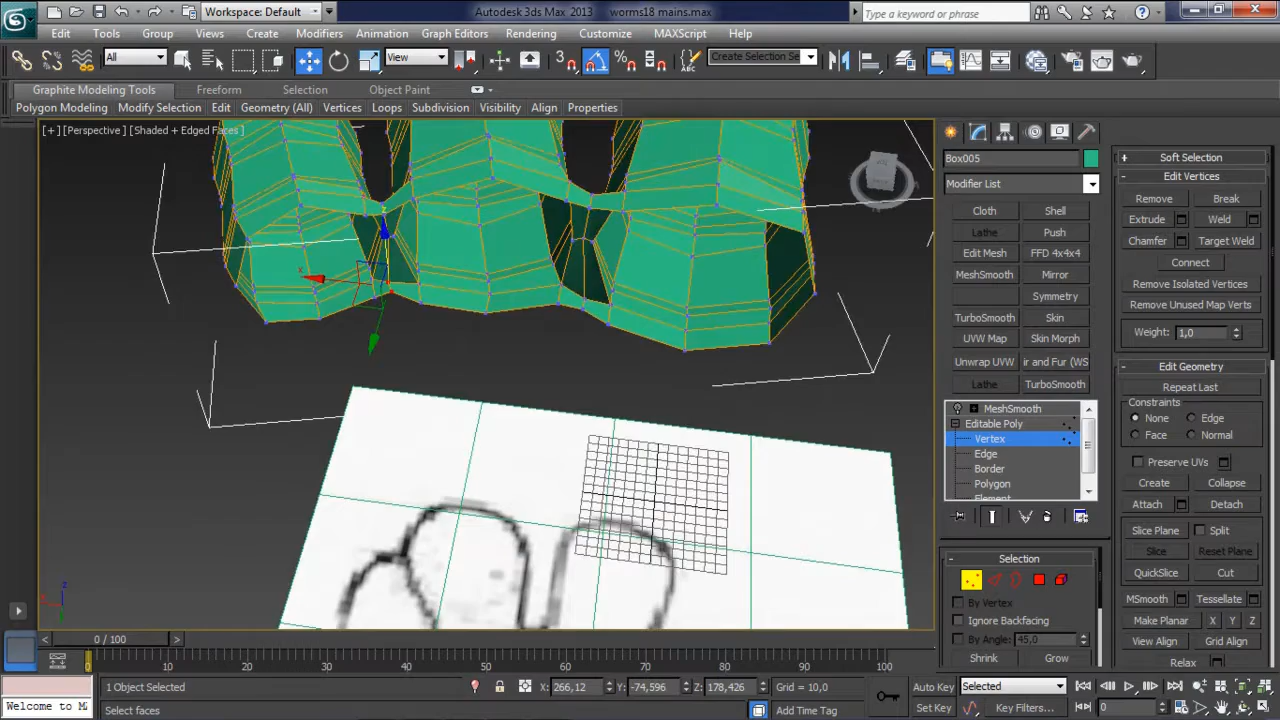 Workspace: Default
Autodesk 3ds Max 2013 worms18 mains.max
Type a keyword or phrase
Edit Tools Group Views Create Modifiers Animation Graph Editors Rendering Customize MAXScript Help
All
View
3
Create Selection Se
Graphite Modeling Tools Freeform Selection Object Paint
Polygon Modeling Modify Selection Edit Geometry (All) Vertices Loops Subdivision Visibility Align Properties
[+] [Perspective] [Shaded + Edged Faces]
z
x
z
Box005
Modifier List
Cloth Shell
Lathe Push
Edit Mesh FFD 4x4x4
MeshSmooth Mirror
Symmetry
TurboSmooth Skin
UVW Map Skin Morph
Unwrap UVW ir and Fur (WS
Lathe TurboSmooth
MeshSmooth
Editable Poly
Vertex
Edge
Border
Polygon
Element
Selection
By Vertex
Ignore Backfacing
By Angle: 45,0
Shrink Grow
Soft Selection
Edit Vertices
Remove Break
Extrude Weld
Chamfer Target Weld
Connect
Remove Isolated Vertices
Remove Unused Map Verts
Weight: 1,0
Edit Geometry
Repeat Last
Constraints
None Edge
Face Normal
Preserve UVs
Create Collapse
Attach Detach
Slice Plane Split
Slice Reset Plane
QuickSlice Cut
MSmooth Tessellate
Make Planar X Y Z
View Align Grid Align
Relax
0 / 100
0 10 20 30 40 50 60 70 80 90 100
1 Object Selected
X: 266,12 Y: -74,596 Z: 178,426 Grid = 10,0
Auto Key Selected
Welcome to M
Select faces
Add Time Tag
Set Key Key Filters...
0